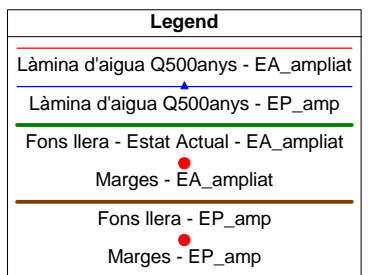 Legend
Làmina d'aigua Q500anys - EA_ampliat
Làmina d'aigua Q500anys - EP_amp
Fons llera - Estat Actual - EA_ampliat
Marges - EA_ampliat
Fons llera - EP_amp
Marges - EP_amp